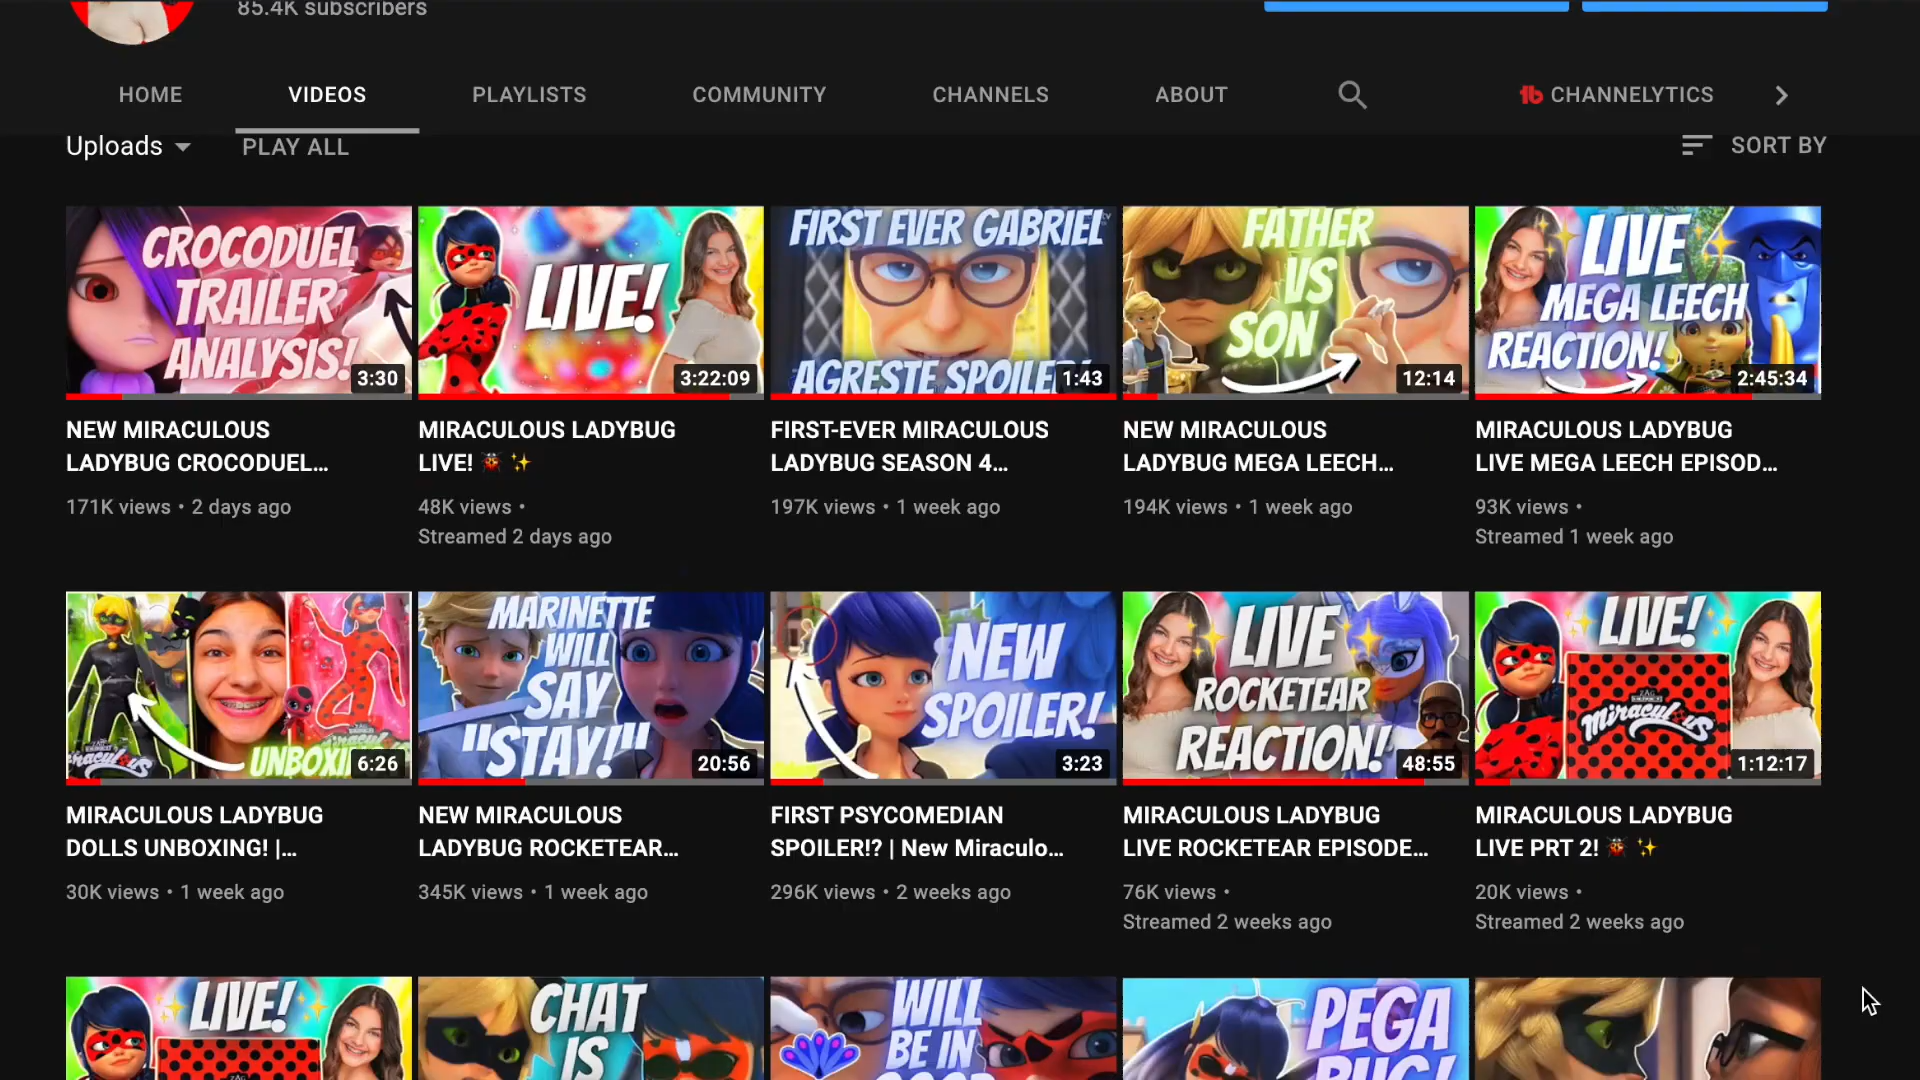 85.4K subscribers
HOME
VIDEOS
PLAYLISTS
COMMUNITY
CHANNELS
ABOUT
CHANNELYTICS
Uploads
PLAY ALL
SORT BY
CROCODUEL
TRAILER
ANALYSIS!
3:30
LIVE!
3:22:09
FIRST EVER GABRIEL
AGRESTE
1:43
FATHER
VS
SON
12:14
LIVE
MEGA LEECH
REACTION!
2:45:34
NEW MIRACULOUS
LADYBUG CROCODUEL...
171K views • 2 days ago
MIRACULOUS LADYBUG
LIVE! 🐞 ✨
48K views •
Streamed 2 days ago
FIRST-EVER MIRACULOUS
LADYBUG SEASON 4...
197K views • 1 week ago
NEW MIRACULOUS
LADYBUG MEGA LEECH...
194K views • 1 week ago
MIRACULOUS LADYBUG
LIVE MEGA LEECH EPISOD...
93K views •
Streamed 1 week ago
6:26
MARINETTE
WILL
SAY
"STAY!"
20:56
NEW
SPOILER!
3:23
LIVE
ROCKETEAR
REACTION!
48:55
LIVE!
ZAG
Miraculous
1:12:17
MIRACULOUS LADYBUG
DOLLS UNBOXING! |...
30K views • 1 week ago
NEW MIRACULOUS
LADYBUG ROCKETEAR...
345K views • 1 week ago
FIRST PSYCOMEDIAN
SPOILER!? | New Miraculo...
296K views • 2 weeks ago
MIRACULOUS LADYBUG
LIVE ROCKETEAR EPISODE...
76K views •
Streamed 2 weeks ago
MIRACULOUS LADYBUG
LIVE PRT 2! 🐞 ✨
20K views •
Streamed 2 weeks ago
LIVE!
CHAT
IS
WILL
BE IN
PEGA
BUG!